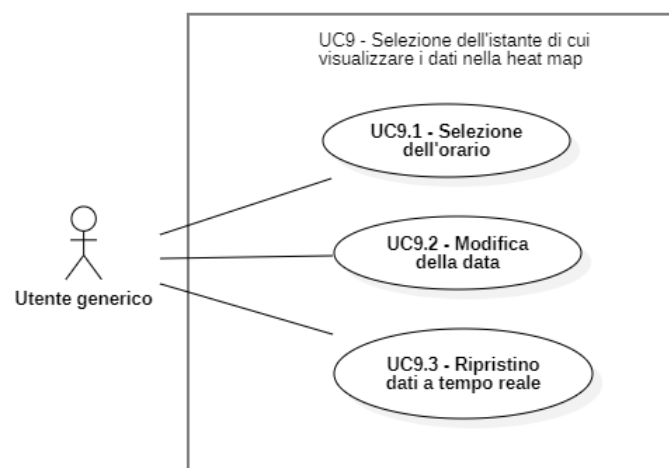 UC9 - Selezione dell'istante di cui
visualizzare i dati nella heat map
UC9.1 - Selezione
dell'orario
UC9.2 - Modifica
della data
Utente generico
UC9.3 - Ripristino
dati a tempo reale